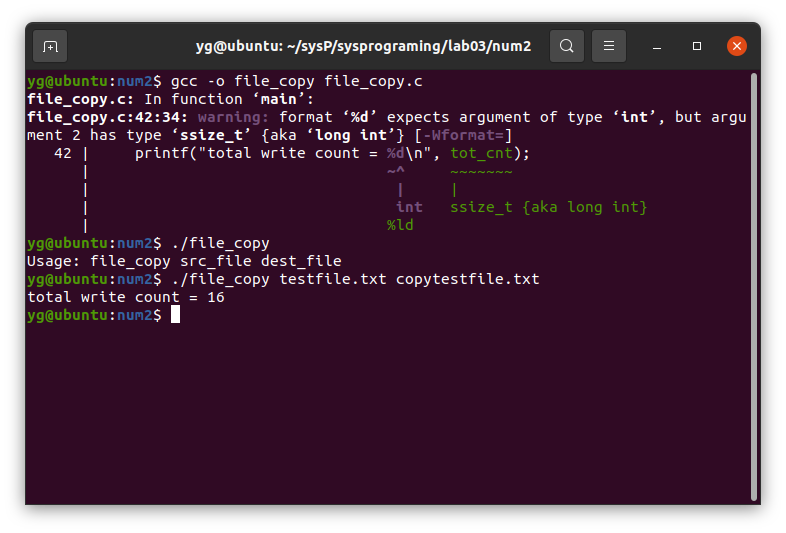 yg@ubuntu: ~/sysP/sysprograming/lab03/num2
yg@ubuntu:num2$ gcc -o file_copy file_copy.c
file_copy.c: In function ‘main’:
file_copy.c:42:34: warning: format ‘%d’ expects argument of type ‘int’, but argu
ment 2 has type ‘ssize_t’ {aka ‘long int’} [-Wformat=]
   42 |     printf("total write count = %d\n", tot_cnt);
      |                                 ~^     ~~~~~~~
      |                                  |     |
      |                                  int   ssize_t {aka long int}
      |                                 %ld
yg@ubuntu:num2$ ./file_copy
Usage: file_copy src_file dest_file
yg@ubuntu:num2$ ./file_copy testfile.txt copytestfile.txt
total write count = 16
yg@ubuntu:num2$